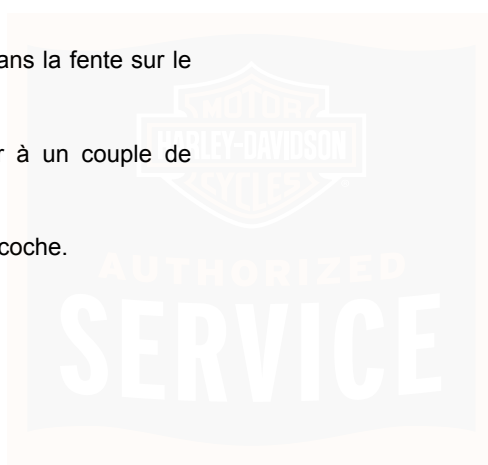 ans la fente sur le
MOTOR
r à un couple de
HARLEY-DAVIDSON
CYCLES
coche.
AUTHORIZED
SERVICE